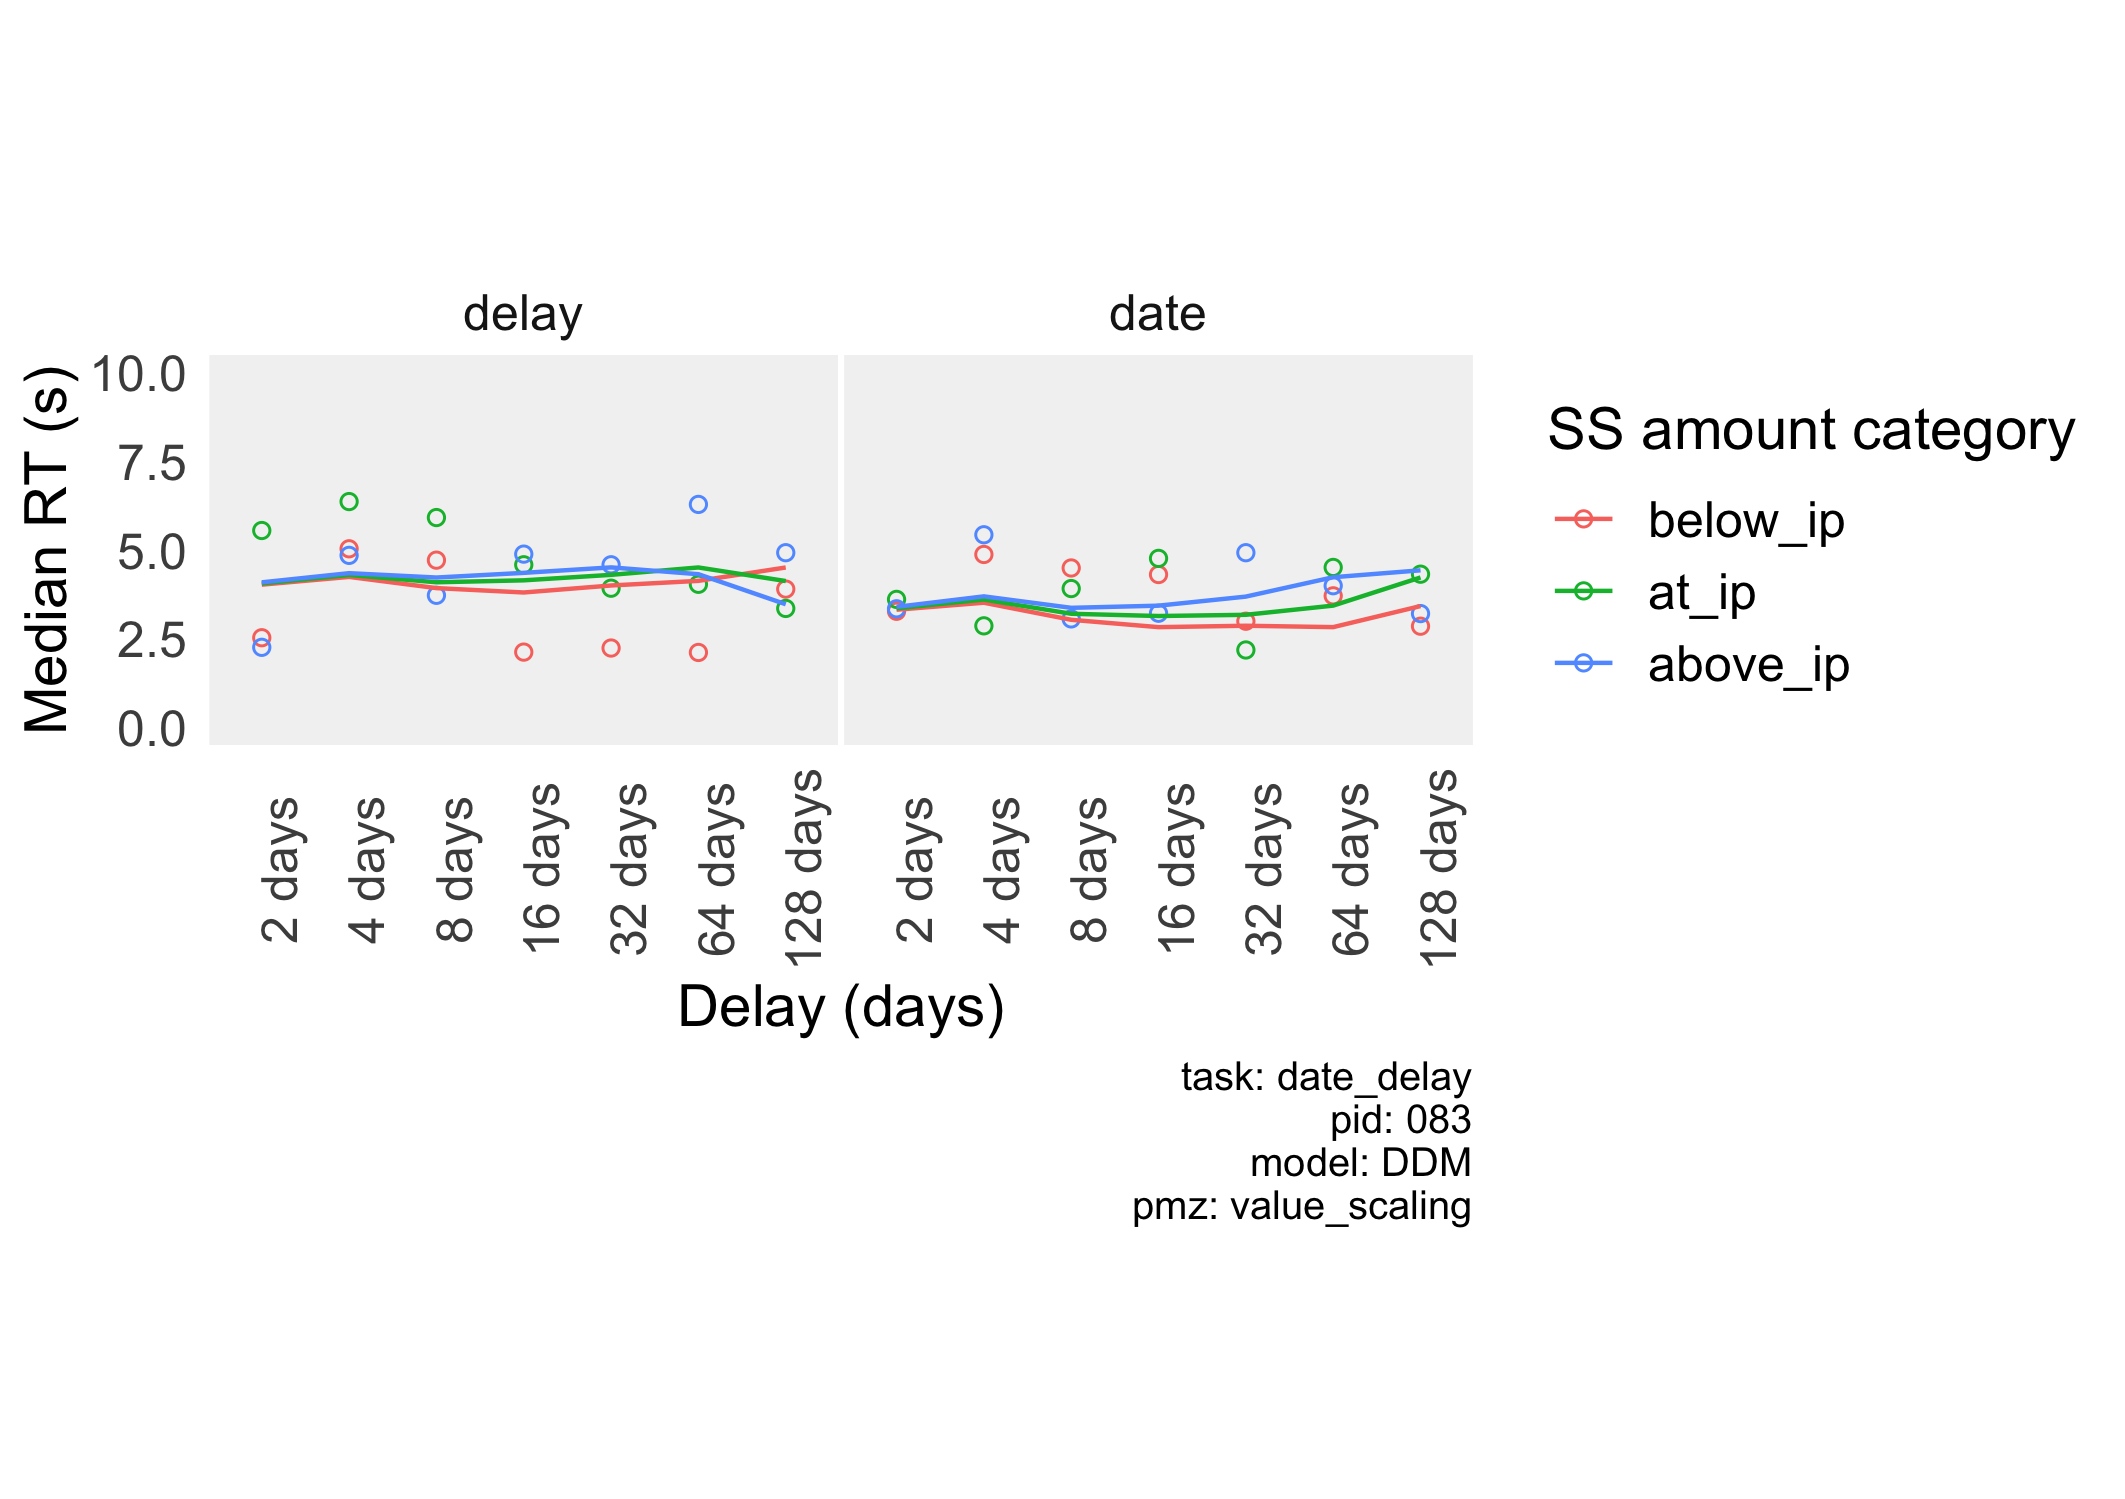 delay
date
Median RT (s)
10.0
7.5
5.0
2.5
0.0
2 days
4 days
8 days
16 days
32 days
64 days
128 days
2 days
4 days
8 days
16 days
32 days
64 days
128 days
Delay (days)
SS amount category
below_ip
at_ip
above_ip
task: date_delay
pid: 083
model: DDM
pmz: value_scaling